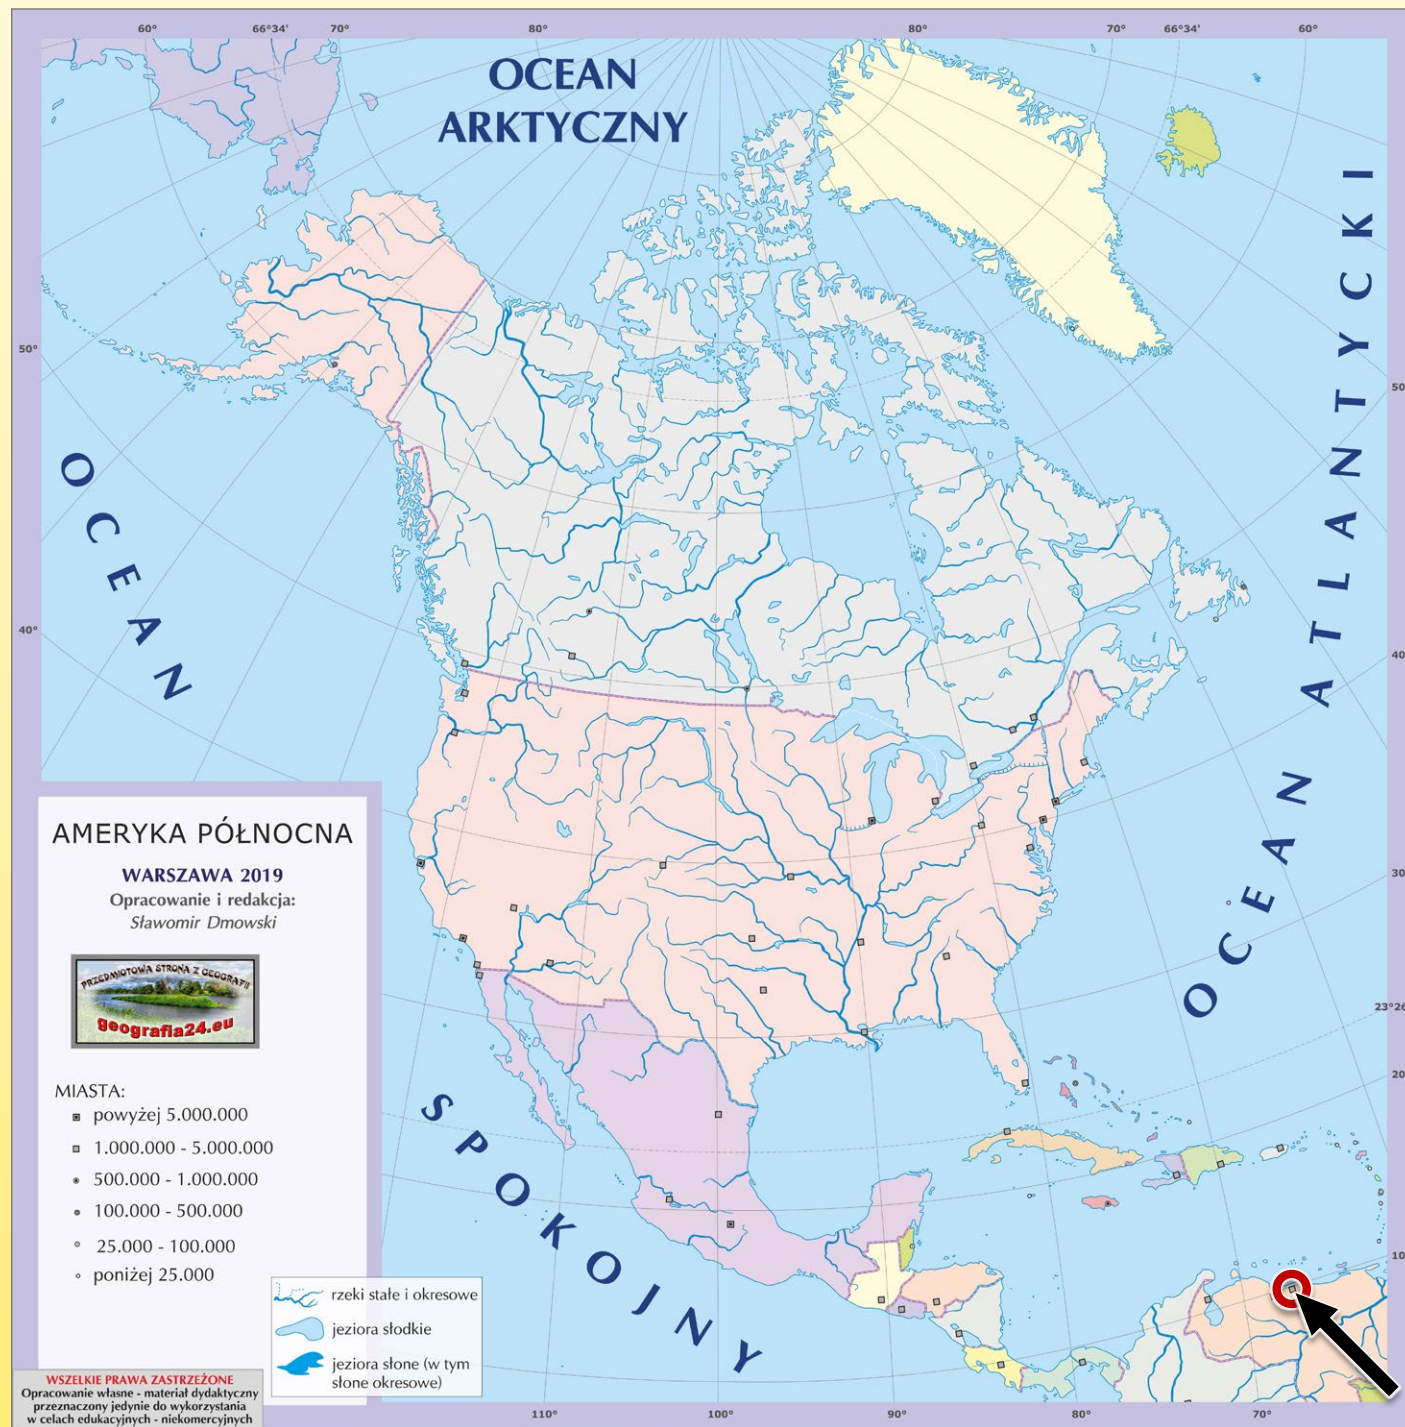 60° 66°34' 70° 80° 80° 70° 66°34' 60°
OCEAN
ARKTYCZNY
OCEAN ATLANTYCKI
50°
50
40°
40
30
23°26
20
10
OCEAN
SPOKOJNY
AMERYKA PÓŁNOCNA
WARSZAWA 2019
Opracowanie i redakcja:
Sławomir Dmowski
PRZEDMIOTOWA STRONA Z GEOGRAFII
geografia24.eu
MIASTA:
powyżej 5.000.000
1.000.000 - 5.000.000
500.000 - 1.000.000
100.000 - 500.000
25.000 - 100.000
poniżej 25.000
rzeki stałe i okresowe
jeziora słodkie
jeziora słone (w tym
słone okresowe)
WSZELKIE PRAWA ZASTRZEŻONE
Opracowanie własne - materiał dydaktyczny
przeznaczony jedynie do wykorzystania
w celach edukacyjnych - niekomercyjnych
110° 100° 90° 80° 70°